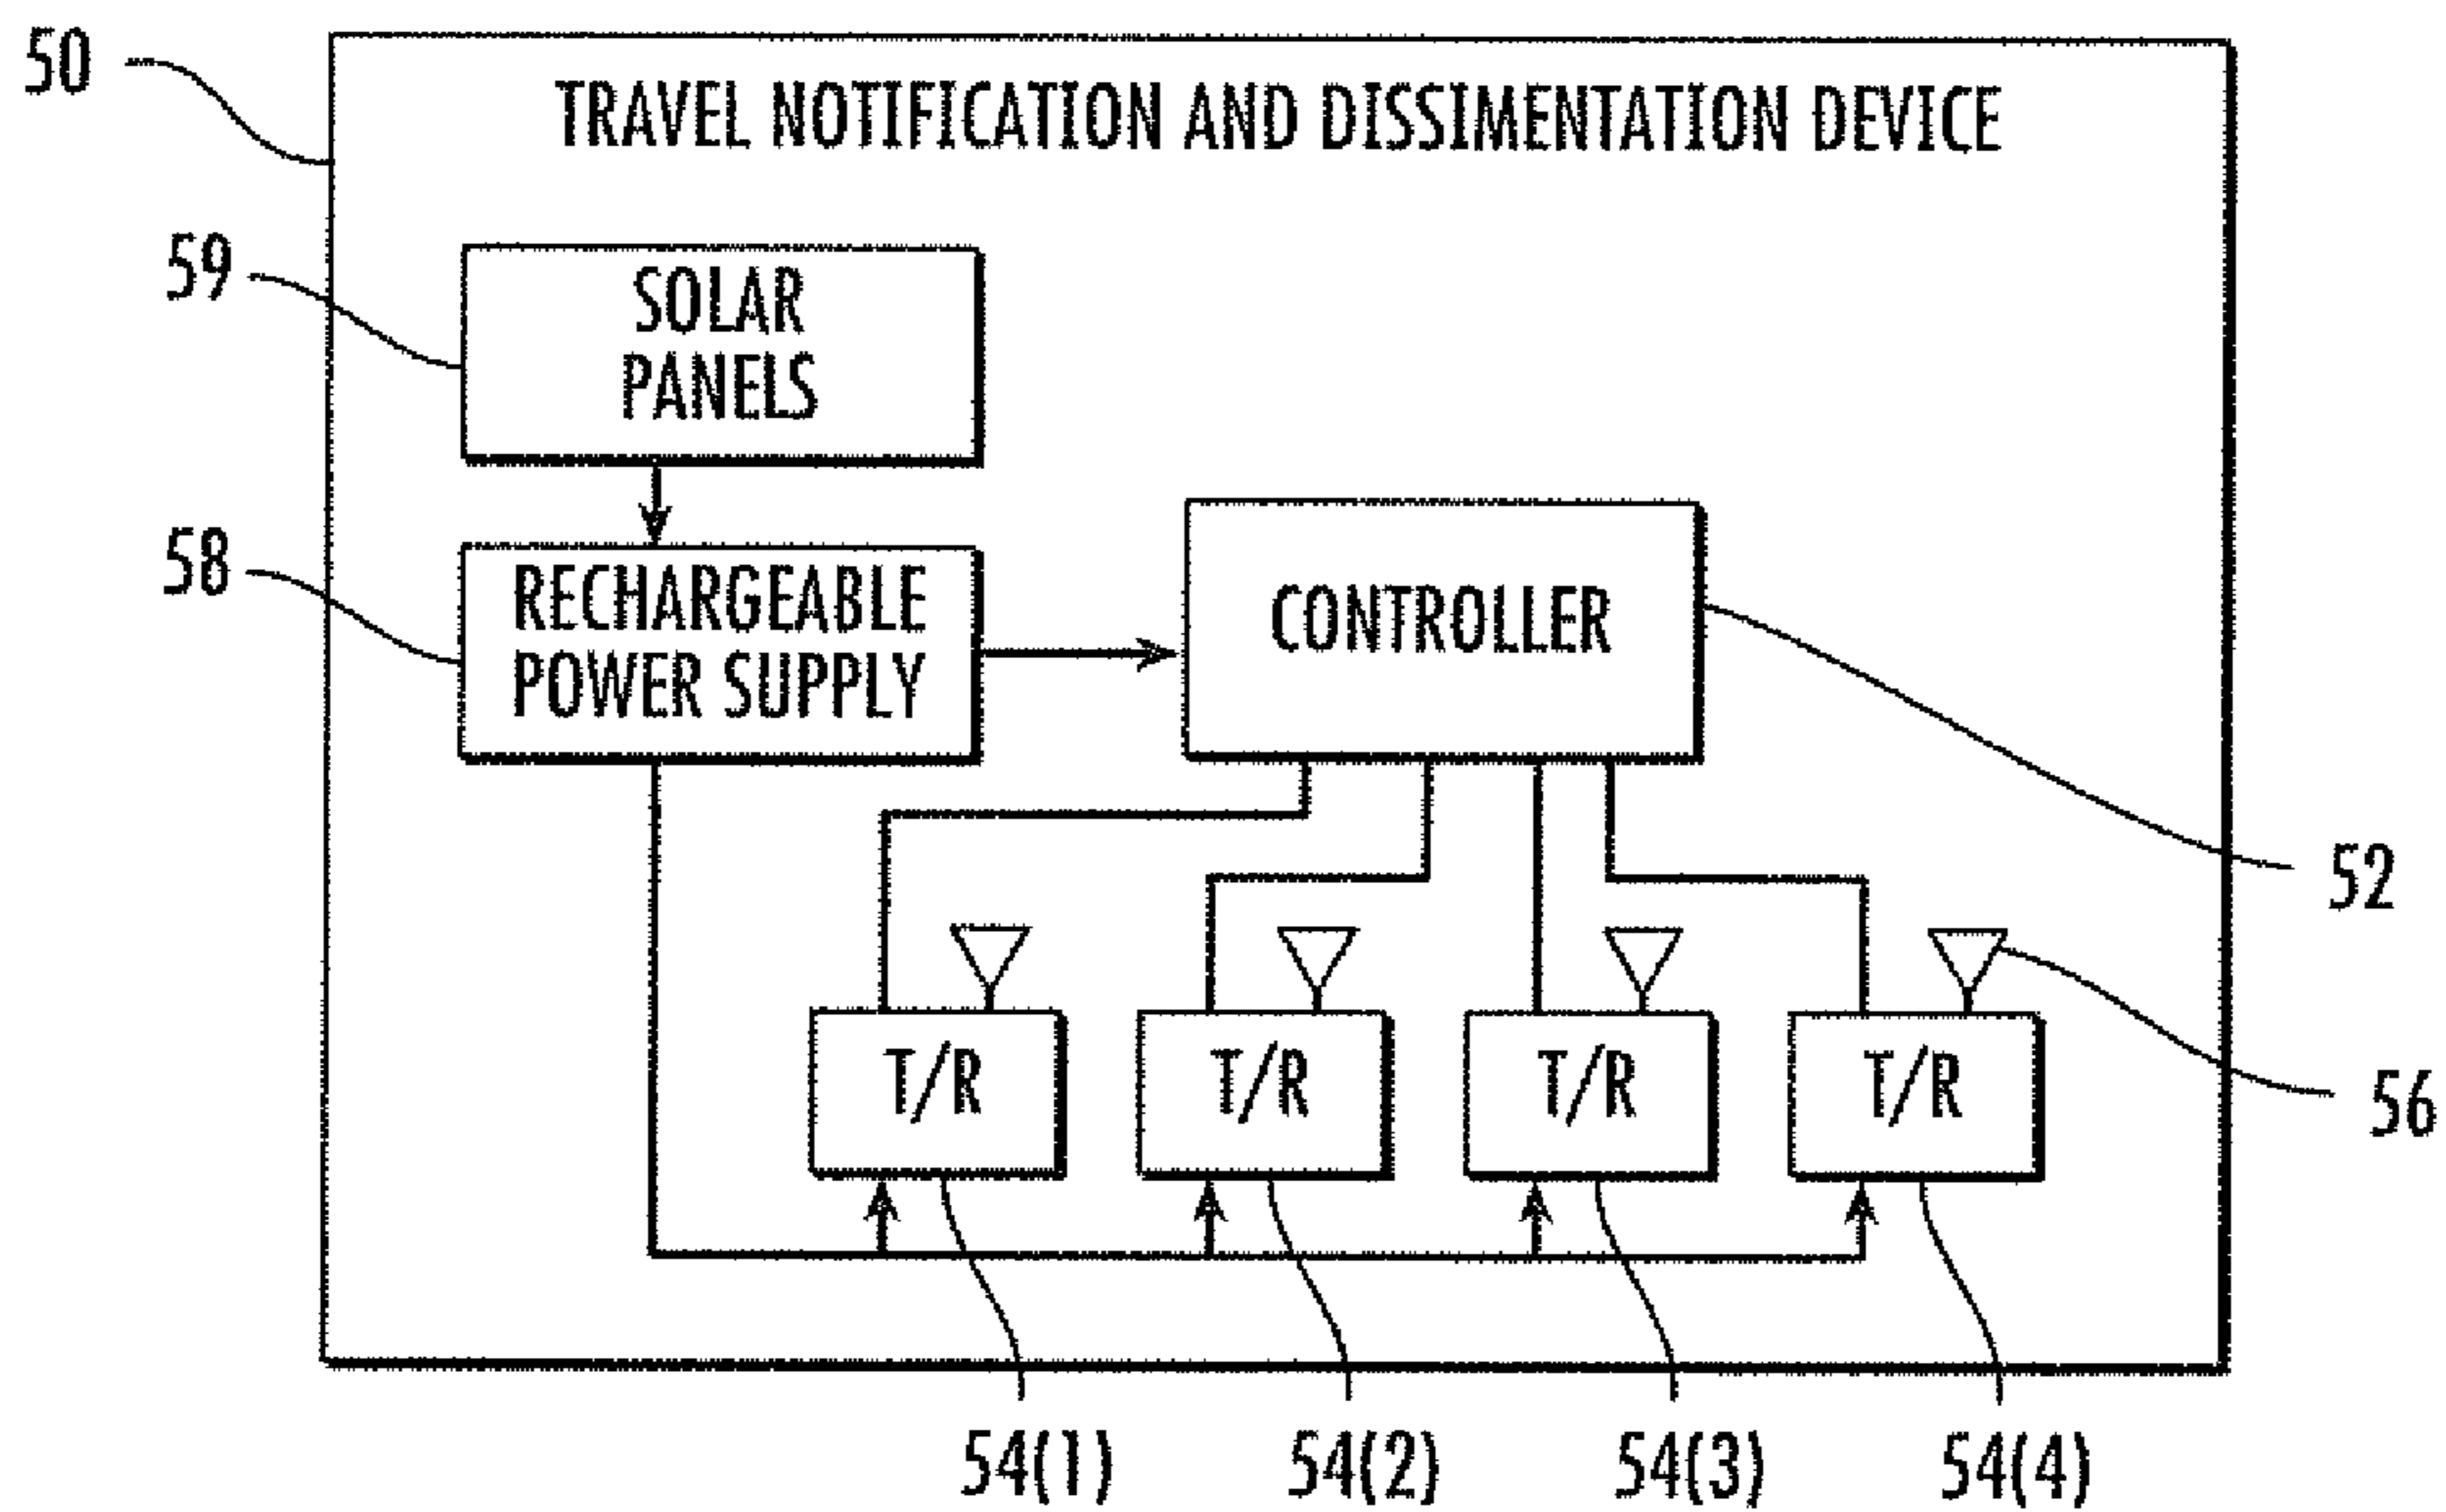 50
TRAVEL NOTIFICATION AND DISSIMENTATION DEVICE
59
SOLAR
PANELS
58
RECHARGEABLE
POWER SUPPLY
CONTROLLER
52
T/R
T/R
T/R
T/R
56
54(1)
54(2)
54(3)
54(4)